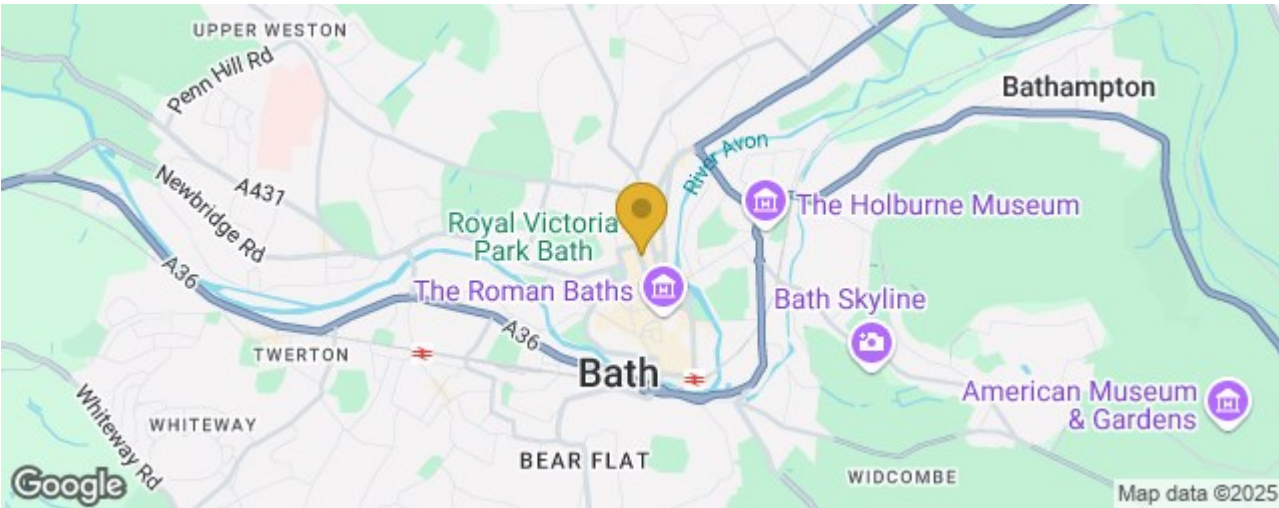 UPPER WESTON
Penn Hill Rd
Bathampton
River Avon
A431
Newbridge Rd
The Holburne Museum
Royal Victoria
Park Bath
A36
The Roman Baths
Bath Skyline
A36
TWERTON
Bath
American Museum
& Gardens
Whiteway Rd
WHITEWAY
BEAR FLAT
WIDCOMBE
Google
Map data ©2025